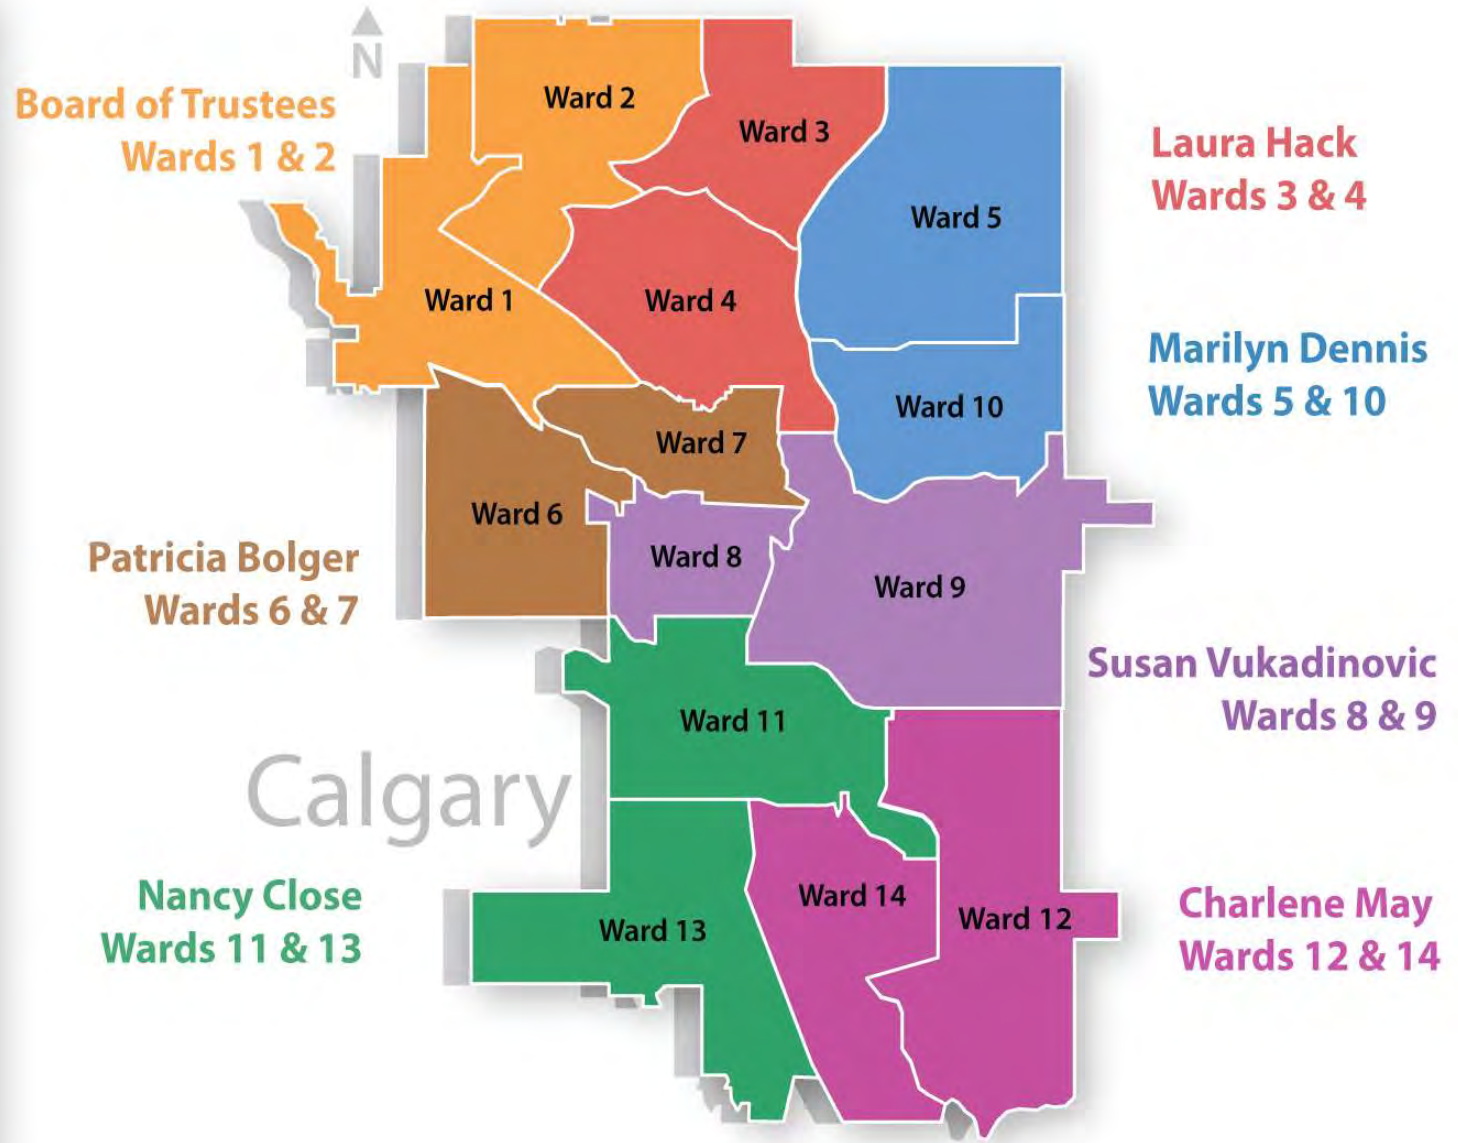 N
Board of Trustees
Wards 1 & 2
Ward 2
Ward 3
Laura Hack
Wards 3 & 4
Ward 5
Ward 1
Ward 4
Marilyn Dennis
Wards 5 & 10
Ward 10
Ward 7
Ward 6
Patricia Bolger
Wards 6 & 7
Ward 8
Ward 9
Susan Vukadinovic
Wards 8 & 9
Ward 11
Calgary
Nancy Close
Wards 11 & 13
Ward 13
Ward 14
Ward 12
Charlene May
Wards 12 & 14